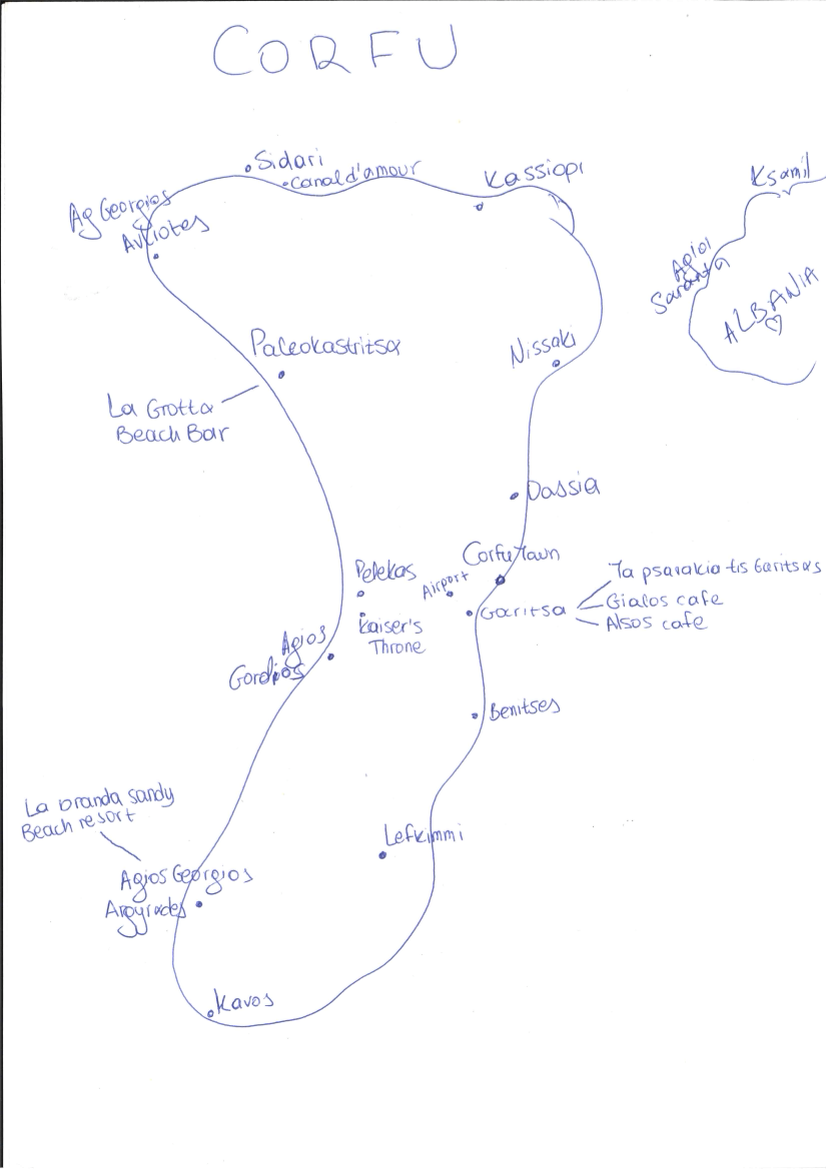 CORFU
Sidari
Canal d'amour
Kassiopi
Ksamil
Ag Georgios
Avliotes
Agioi
Saranta
ALBANIA
Paleokastritsa
Nissaki
La Grotta
Beach Bar
Dassia
Corfu Town
Pelekas
Airport
Ta psarakia tis Garitsas
Garitsa
Gialos cafe
Alsos cafe
Kaiser's
Throne
Agios
Gordios
Benitses
La branda sandy
Beach resort
Lefkimmi
Agios Georgios
Argyrades
Kavos